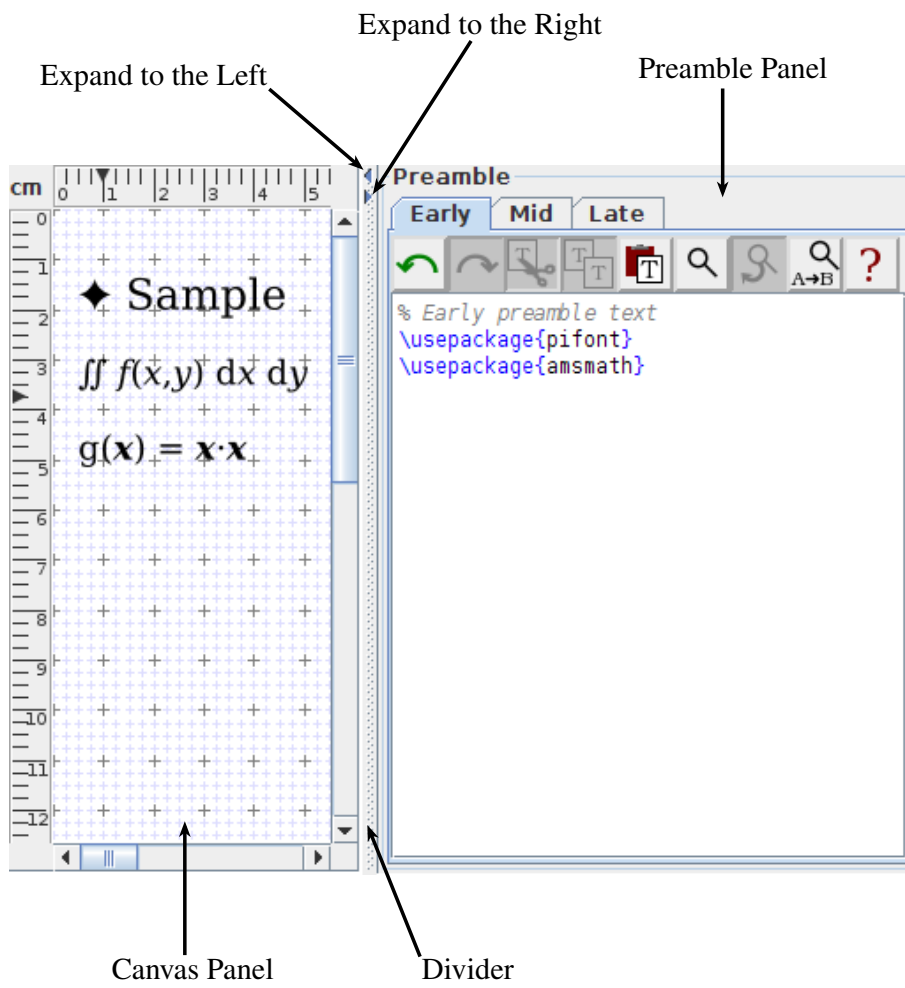 Expand to the Right
Expand to the Left
Preamble Panel
cm
0 1 2 3 4 5
Preamble
Early Mid Late
T T T T A→B ?
0
1
2
3
4
5
6
7
8
9
10
11
12
✦ Sample
∬ f(x,y) dx dy
g(x) = x·x
% Early preamble text
\usepackage{pifont}
\usepackage{amsmath}
Canvas Panel
Divider